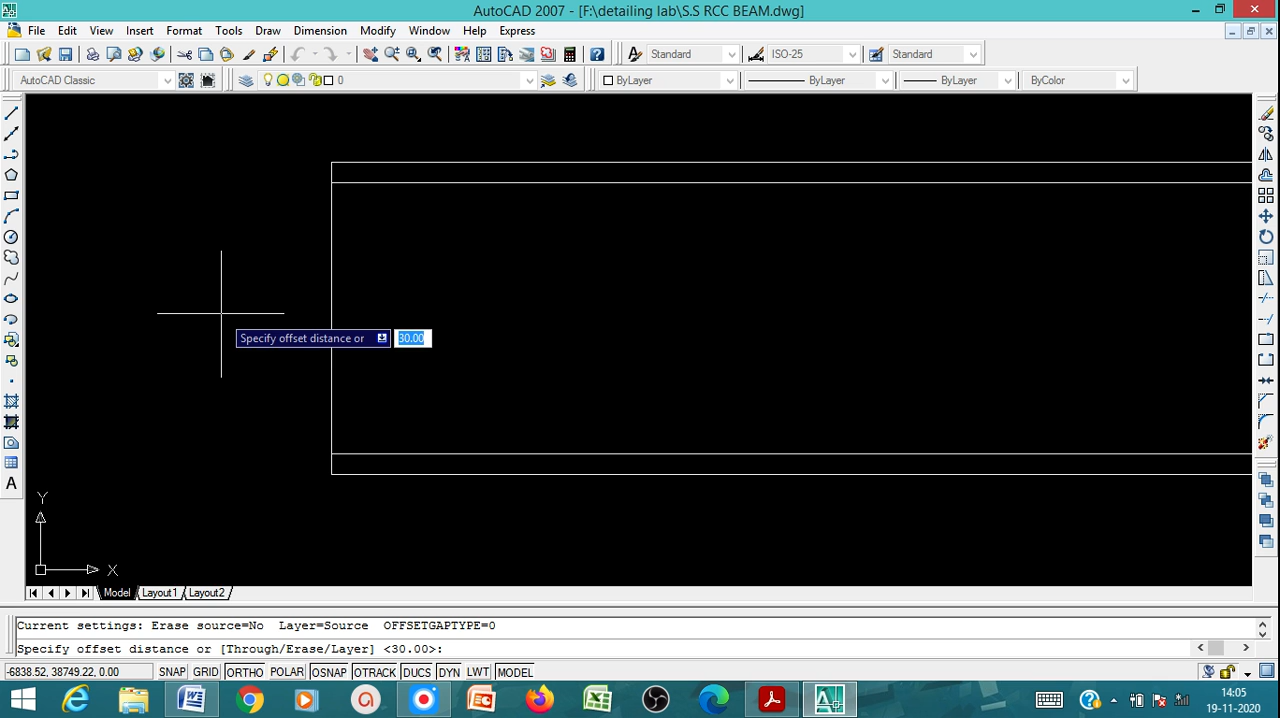 AutoCAD 2007 - [F:\detailing lab\S.S RCC BEAM.dwg]
File Edit View Insert Format Tools Draw Dimension Modify Window Help Express
Standard ISO-25 Standard
AutoCAD Classic 0 ByLayer ByLayer ByLayer ByColor
Specify offset distance or 30.00
A
Y
X
Model Layout1 Layout2
Current settings: Erase source=No Layer=Source OFFSETGAPTYPE=0
Specify offset distance or [Through/Erase/Layer] <30.00>:
-6838.52, 38749.22, 0.00 SNAP GRID ORTHO POLAR OSNAP OTRACK DUCS DYN LWT MODEL
14:05
19-11-2020